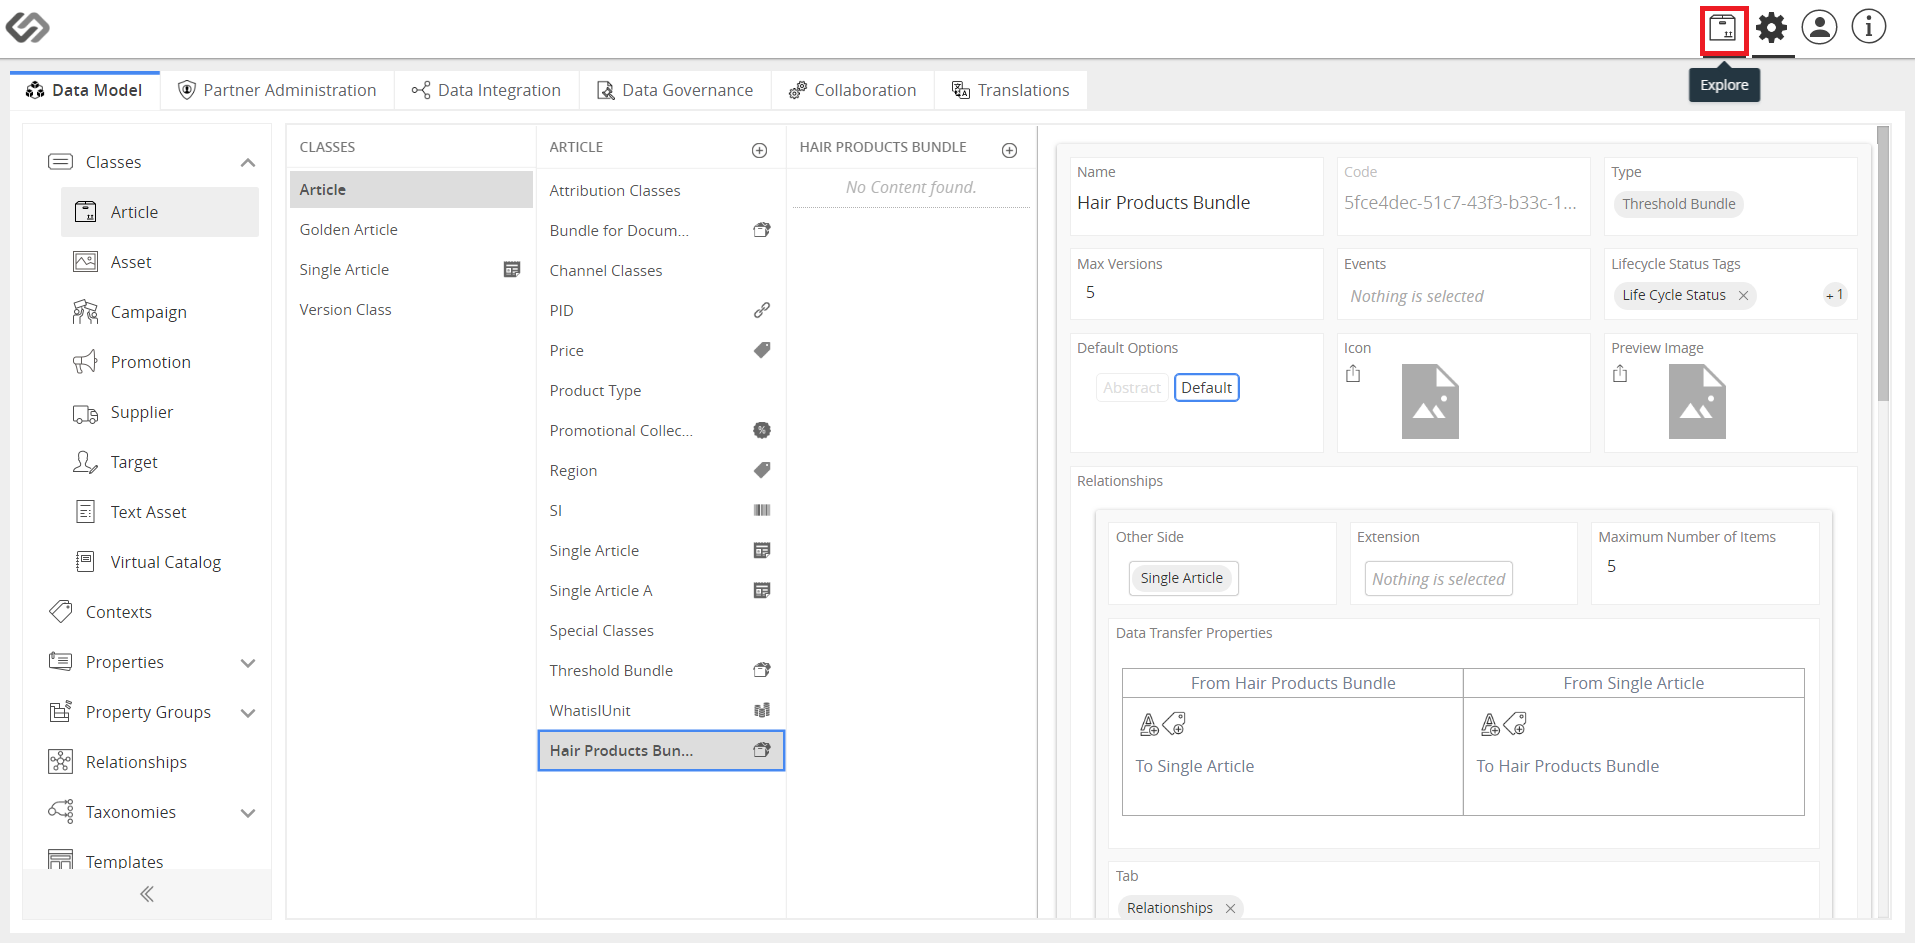 Explore
Data Model
Partner Administration
Data Integration
Data Governance
Collaboration
Translations
Classes
Article
Asset
Campaign
Promotion
Supplier
Target
Text Asset
Virtual Catalog
Contexts
Properties
Property Groups
Relationships
Taxonomies
Templates
CLASSES
Article
Golden Article
Single Article
Version Class
ARTICLE
Attribution Classes
Bundle for Docum...
Channel Classes
PID
Price
Product Type
Promotional Collec...
Region
SI
Single Article
Single Article A
Special Classes
Threshold Bundle
WhatisIUnit
Hair Products Bun...
HAIR PRODUCTS BUNDLE
No Content found.
Name
Hair Products Bundle
Code
5fce4dec-51c7-43f3-b33c-1...
Type
Threshold Bundle
Max Versions
5
Events
Nothing is selected
Lifecycle Status Tags
Life Cycle Status
+ 1
Default Options
Abstract
Default
Icon
Preview Image
Relationships
Other Side
Single Article
Extension
Nothing is selected
Maximum Number of Items
5
Data Transfer Properties
From Hair Products Bundle
From Single Article
To Single Article
To Hair Products Bundle
Tab
Relationships